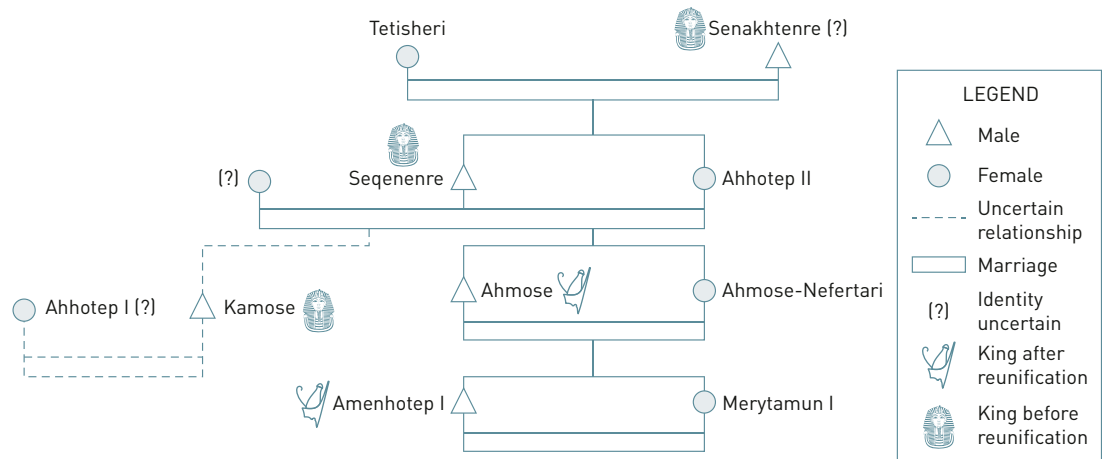 Tetisheri
Senakhtenre (?)
Seqenenre
(?)
Ahhotep II
Ahhotep I (?)
Kamose
Ahmose
Ahmose-Nefertari
Amenhotep I
Merytamun I
LEGEND
Male
Female
Uncertain
relationship
Marriage
(?)
Identity
uncertain
King after
reunification
King before
reunification